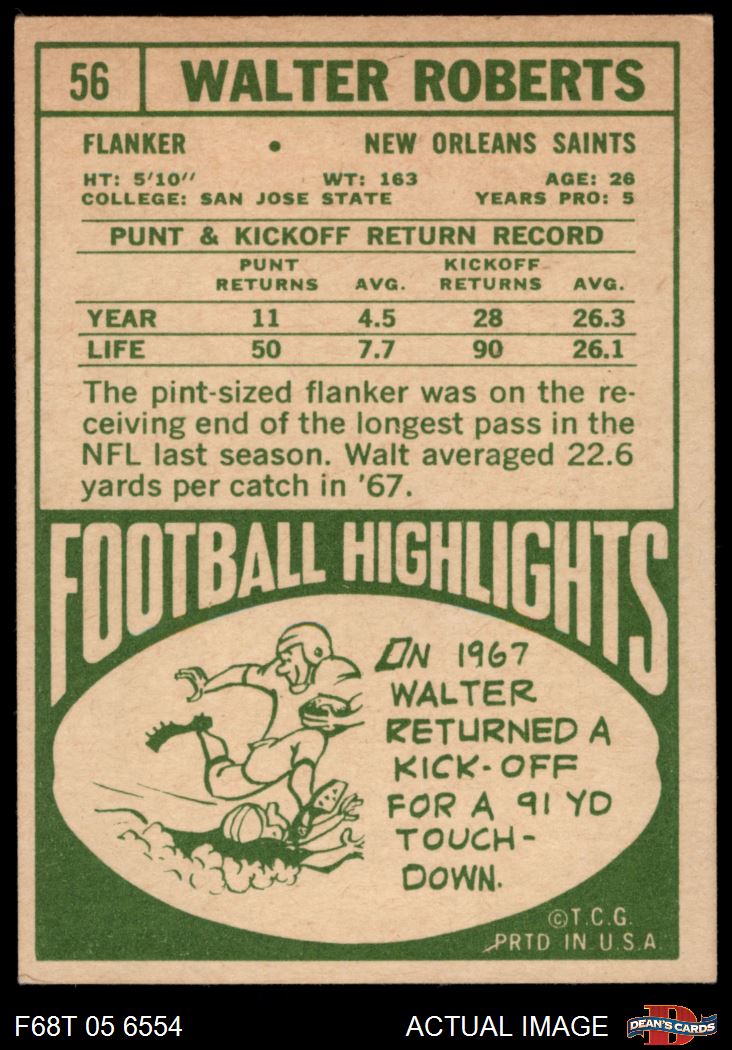 56 WALTER ROBERTS
FLANKER • NEW ORLEANS SAINTS
HT: 5'10" WT: 163 AGE: 26
COLLEGE: SAN JOSE STATE YEARS PRO: 5
PUNT & KICKOFF RETURN RECORD
PUNT KICKOFF
RETURNS AVG. RETURNS AVG.
YEAR 11 4.5 28 26.3
LIFE 50 7.7 90 26.1
The pint-sized flanker was on the re-
ceiving end of the longest pass in the
NFL last season. Walt averaged 22.6
yards per catch in '67.
FOOTBALL HIGHLIGHTS
ON 1967
WALTER
RETURNED A
KICK-OFF
FOR A 91 YD
TOUCH-
DOWN.
©T.C.G.
PRTD IN U.S.A.
F68T 05 6554 ACTUAL IMAGE D DEAN'S CARDS